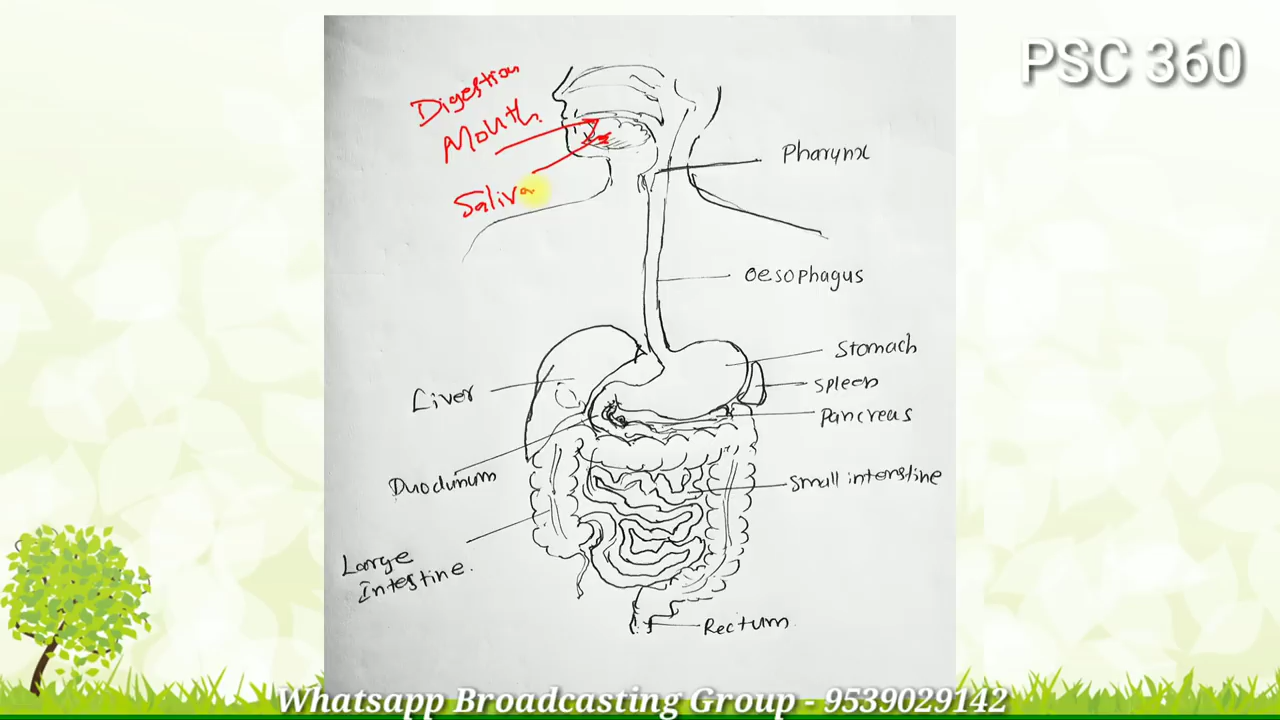 PSC 360
Digestion
Mouth
Saliva
Pharynx
Oesophagus
Stomach
Spleen
Liver
Pancreas
Duodinum
Small intenstine
Large
Intestine.
Rectum.
Whatsapp Broadcasting Group - 9539029142